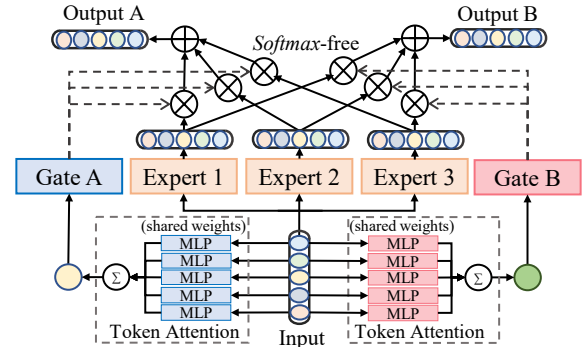 Output A
Output B
Softmax-free
Gate A
Expert 1
Expert 2
Expert 3
Gate B
(shared weights)
(shared weights)
MLP
MLP
MLP
MLP
MLP
MLP
MLP
MLP
MLP
MLP
Σ
Σ
Token Attention
Input
Token Attention